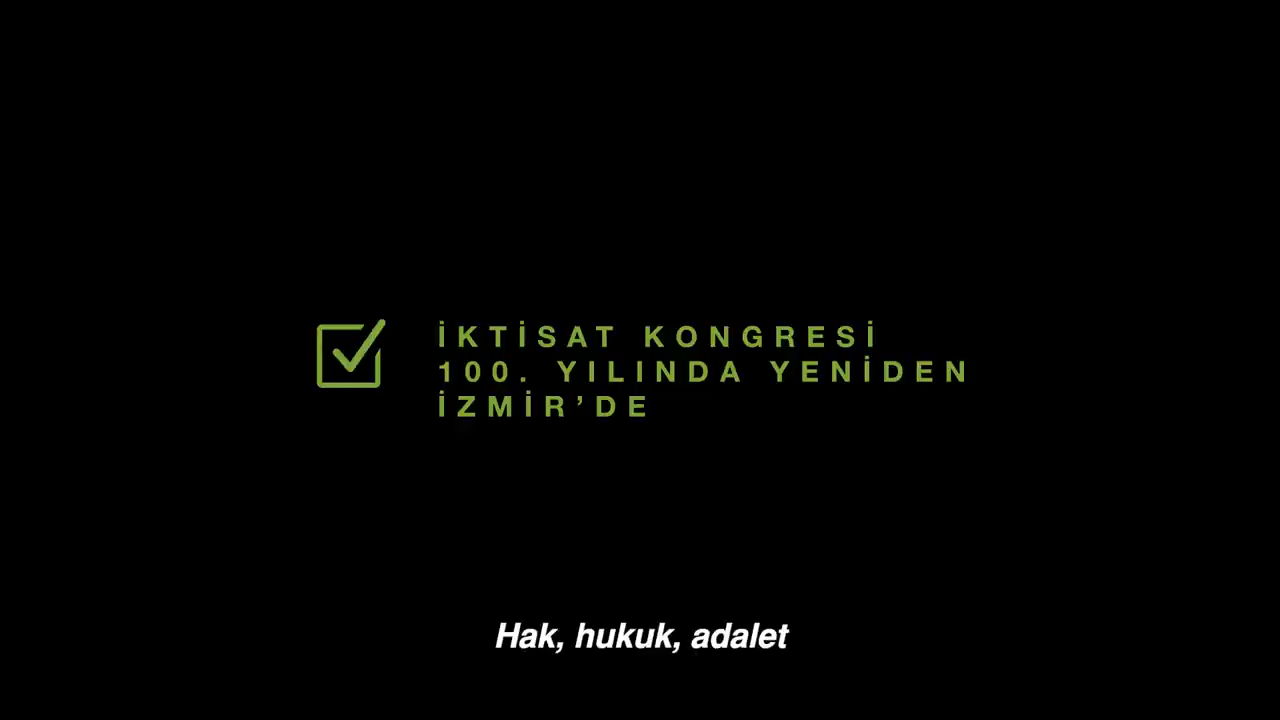 İKTİSAT KONGRESİ
100. YILINDA YENİDEN
İZMİR’DE
Hak, hukuk, adalet